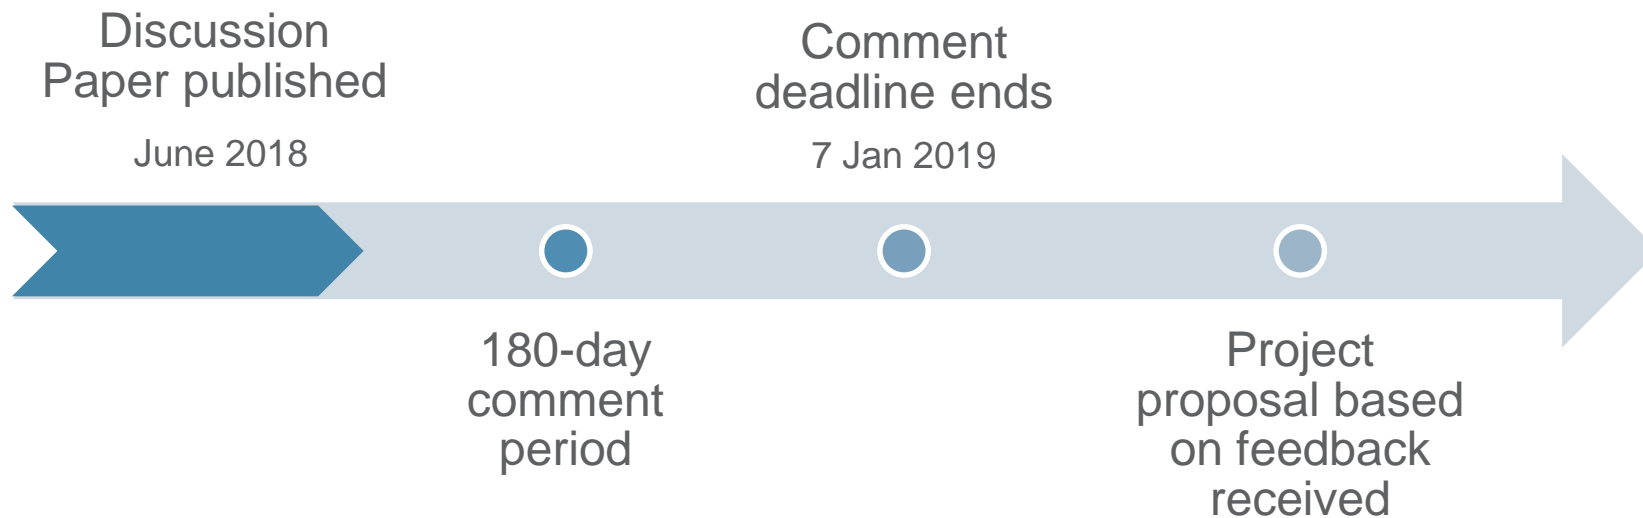 Discussion
Paper published
June 2018
180-day
comment
period
Comment
deadline ends
7 Jan 2019
Project
proposal based
on feedback
received